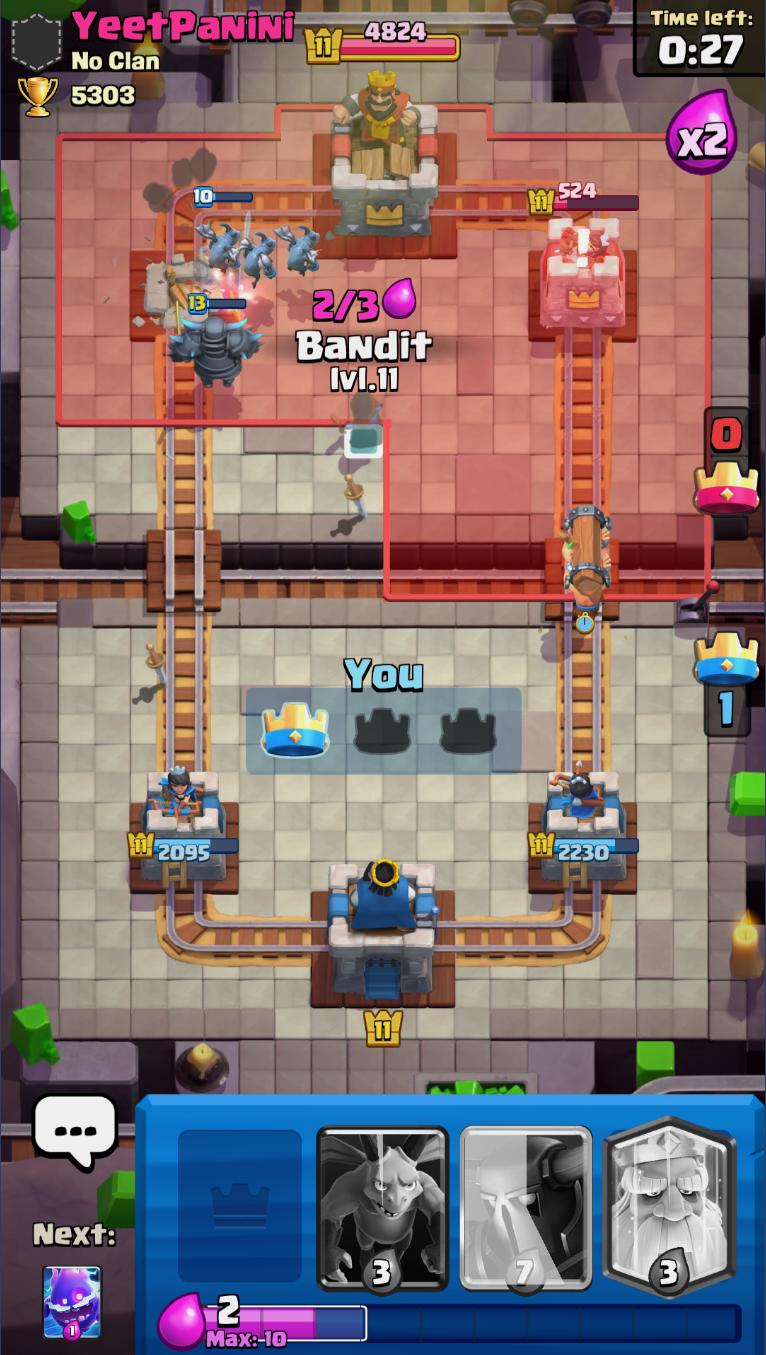 YeetPanini
No Clan
5303
11
4824
Time left:
0:27
x2
10
11
524
13
2/3
Bandit
lvl.11
0
You
1
11
2095
11
2230
11
...
Next:
1
3
7
3
2
Max: 10